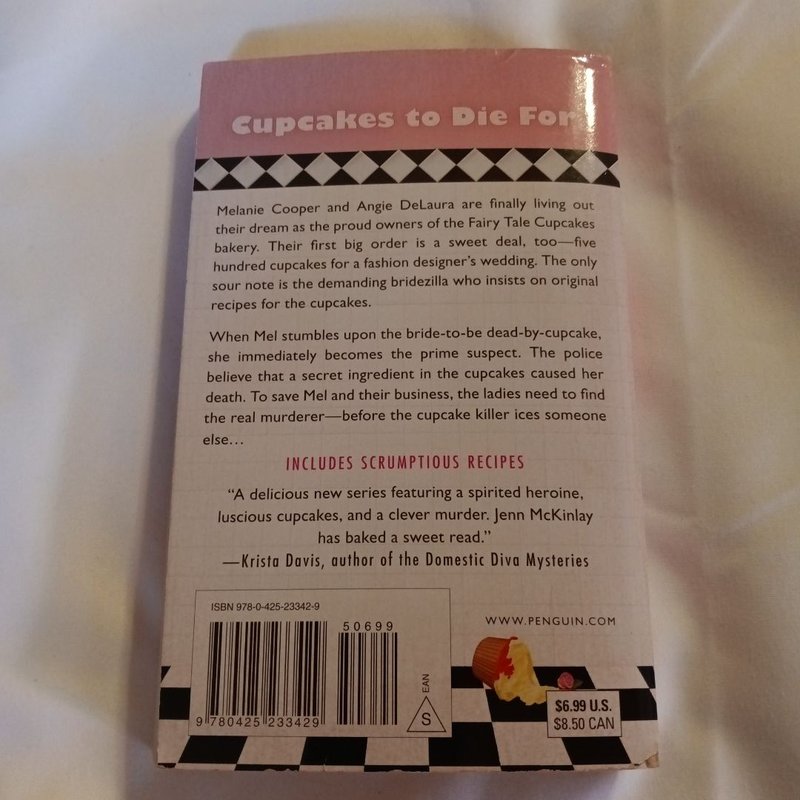 Cupcakes to Die For
Melanie Cooper and Angie DeLaura are finally living out
their dream as the proud owners of the Fairy Tale Cupcakes
bakery. Their first big order is a sweet deal, too—five
hundred cupcakes for a fashion designer's wedding. The only
sour note is the demanding bridezilla who insists on original
recipes for the cupcakes.
When Mel stumbles upon the bride-to-be dead-by-cupcake,
she immediately becomes the prime suspect. The police
believe that a secret ingredient in the cupcakes caused her
death. To save Mel and their business, the ladies need to find
the real murderer—before the cupcake killer ices someone
else...
INCLUDES SCRUMPTIOUS RECIPES
“A delicious new series featuring a spirited heroine,
luscious cupcakes, and a clever murder. Jenn McKinlay
has baked a sweet read.”
—Krista Davis, author of the Domestic Diva Mysteries
ISBN 978-0-425-23342-9
50699
9 780425 233429
EAN
S
WWW.PENGUIN.COM
$6.99 U.S.
$8.50 CAN